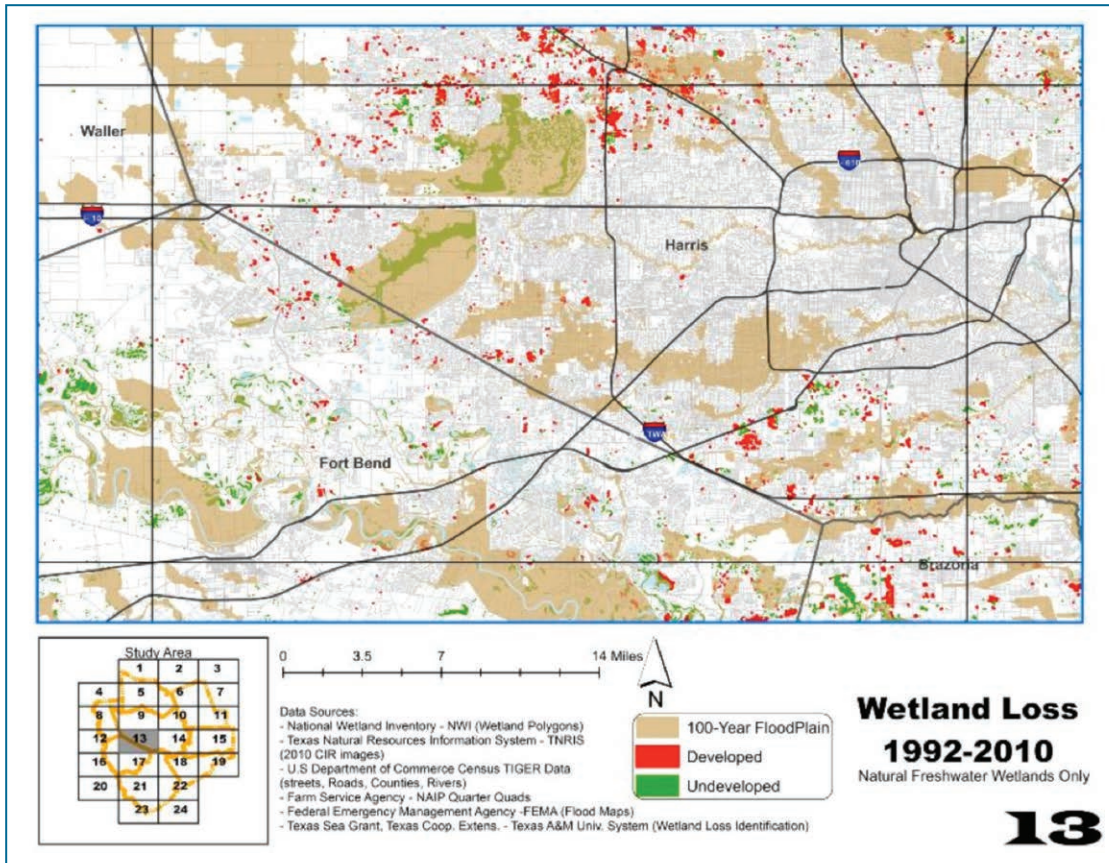 Waller
610
10
Harris
TW8
Fort Bend
Brazoria
Study Area
1 2 3
4 5 6 7
8 9 10 11
12 13 14 15
16 17 18 19
20 21 22
23 24
0 3.5 7 14 Miles
N
Data Sources:
- National Wetland Inventory - NWI (Wetland Polygons)
- Texas Natural Resources Information System - TNRIS
(2010 CIR images)
- U.S Department of Commerce Census TIGER Data
(streets, Roads, Counties, Rivers)
- Farm Service Agency - NAIP Quarter Quads
- Federal Emergency Management Agency -FEMA (Flood Maps)
- Texas Sea Grant, Texas Coop. Extens. - Texas A&M Univ. System (Wetland Loss Identification)
100-Year FloodPlain
Developed
Undeveloped
Wetland Loss
1992-2010
Natural Freshwater Wetlands Only
13